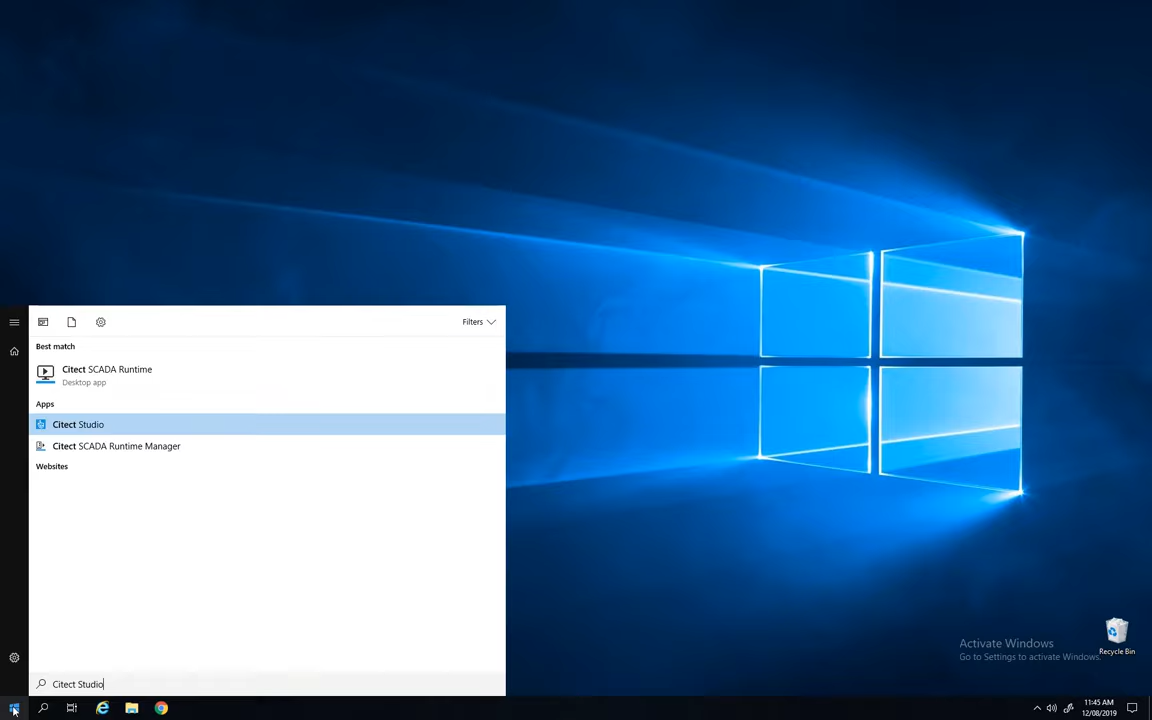 Filters
Best match
Citect SCADA Runtime
Desktop app
Apps
Citect Studio
Citect SCADA Runtime Manager
Websites
Citect Studio
Activate Windows
Go to Settings to activate Windows.
Recycle Bin
11:45 AM
12/08/2019